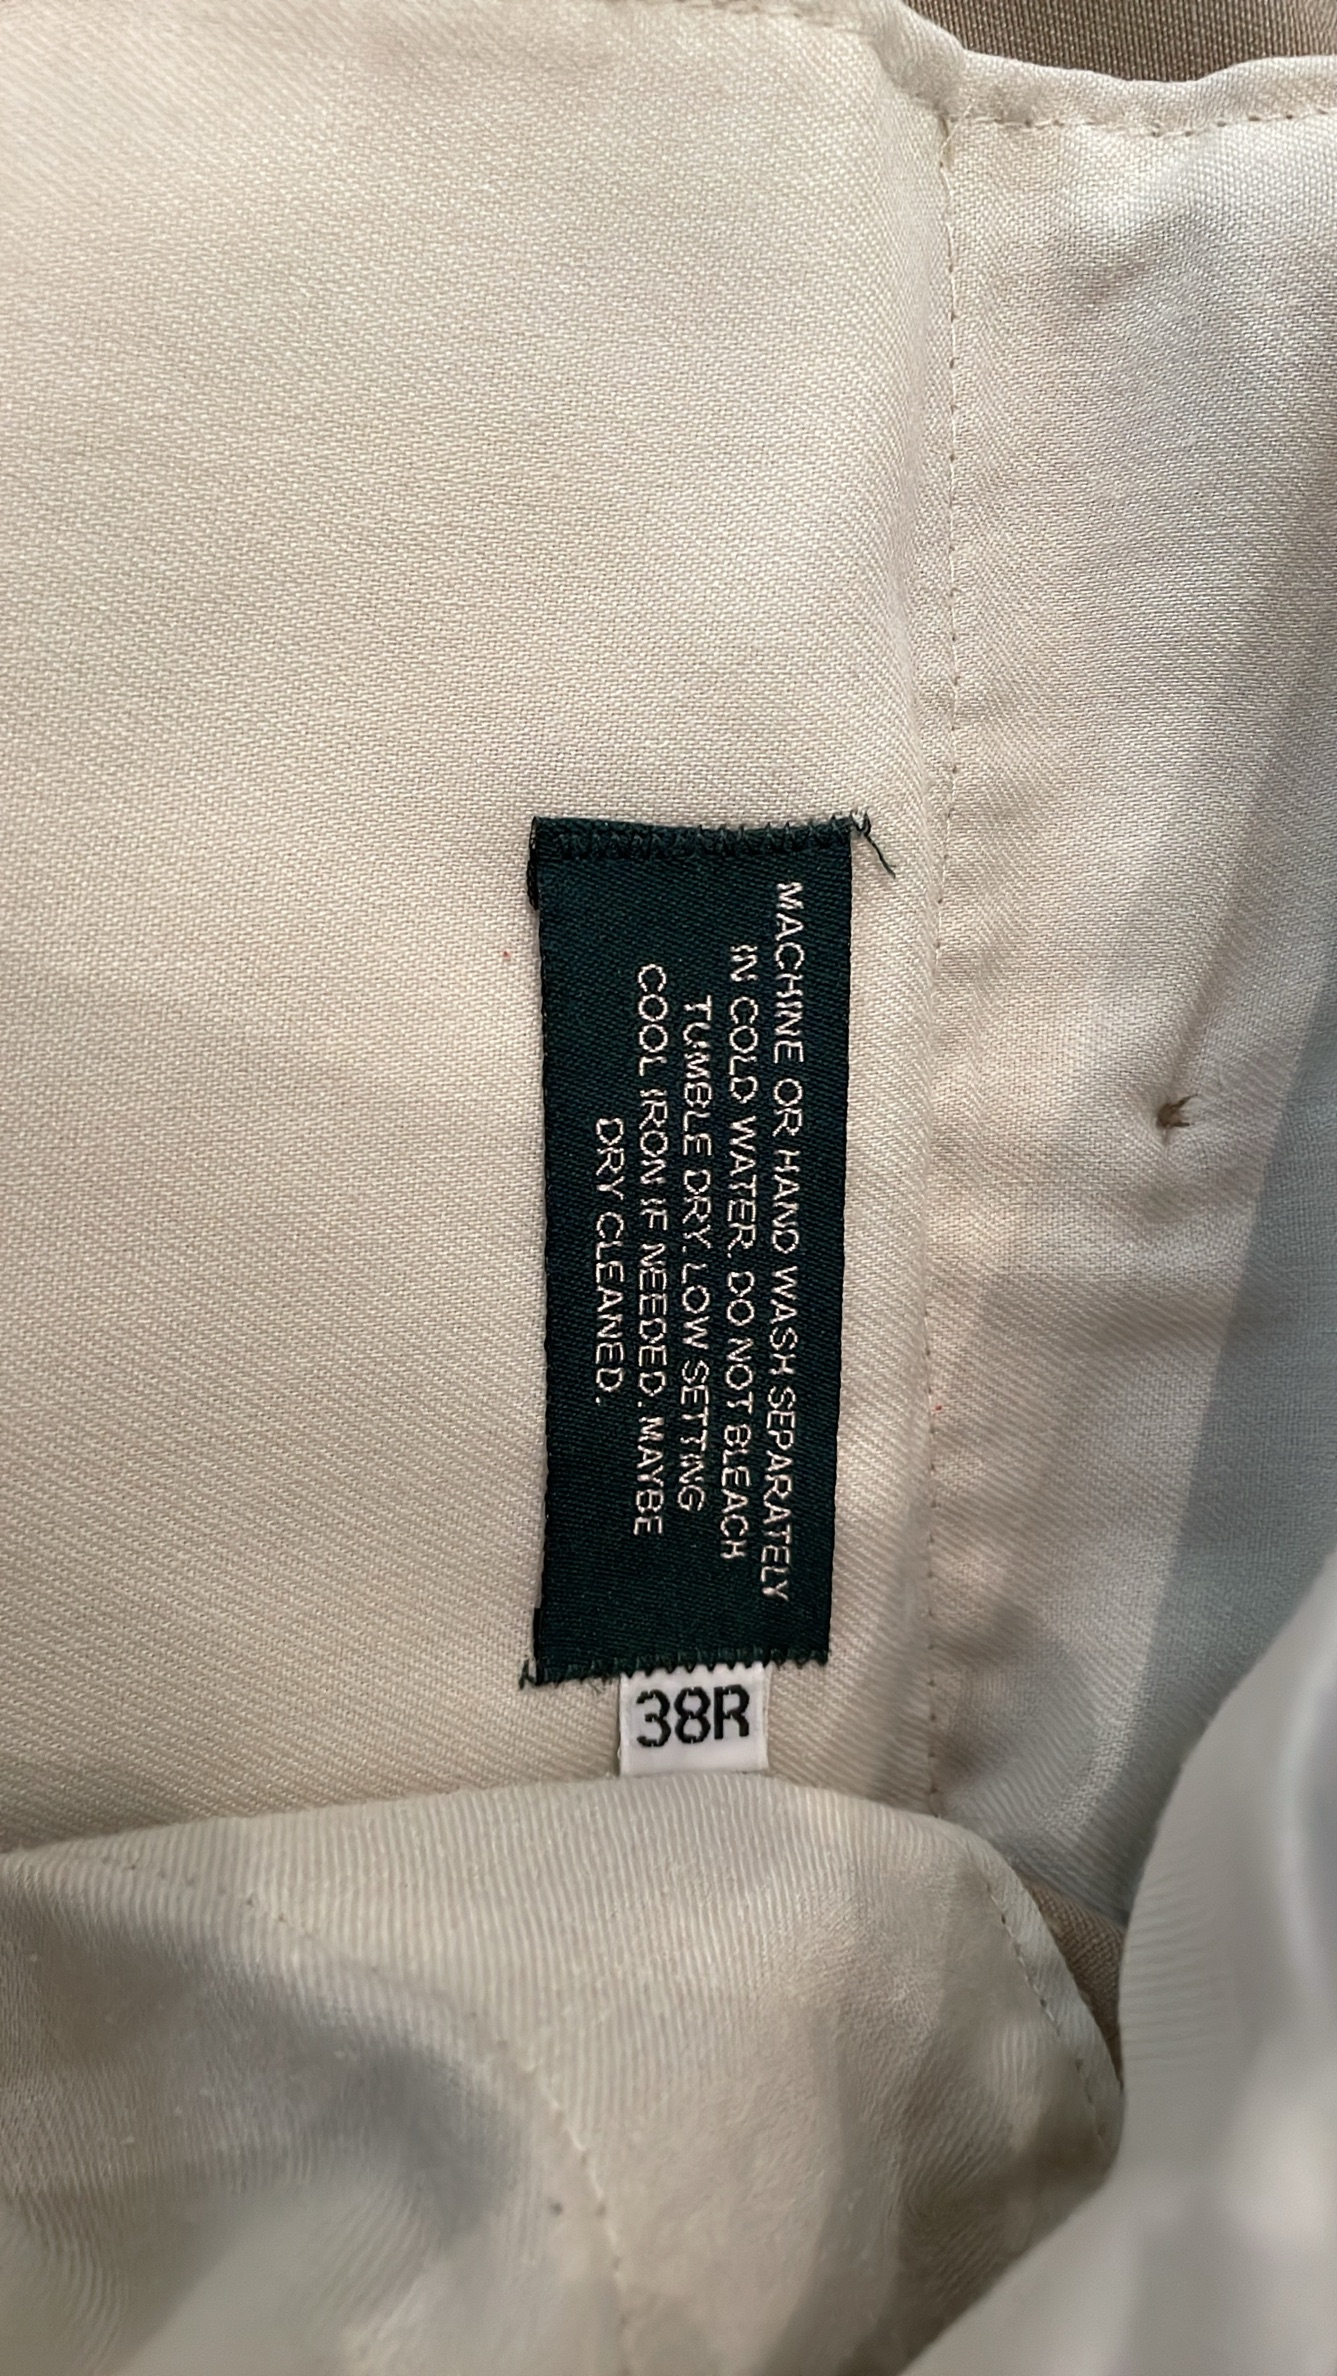 MACHINE OR HAND WASH SEPARATELY
IN COLD WATER. DO NOT BLEACH
TUMBLE DRY. LOW SETTING
COOL IRON IF NEEDED. MAYBE
DRY CLEANED.
38R